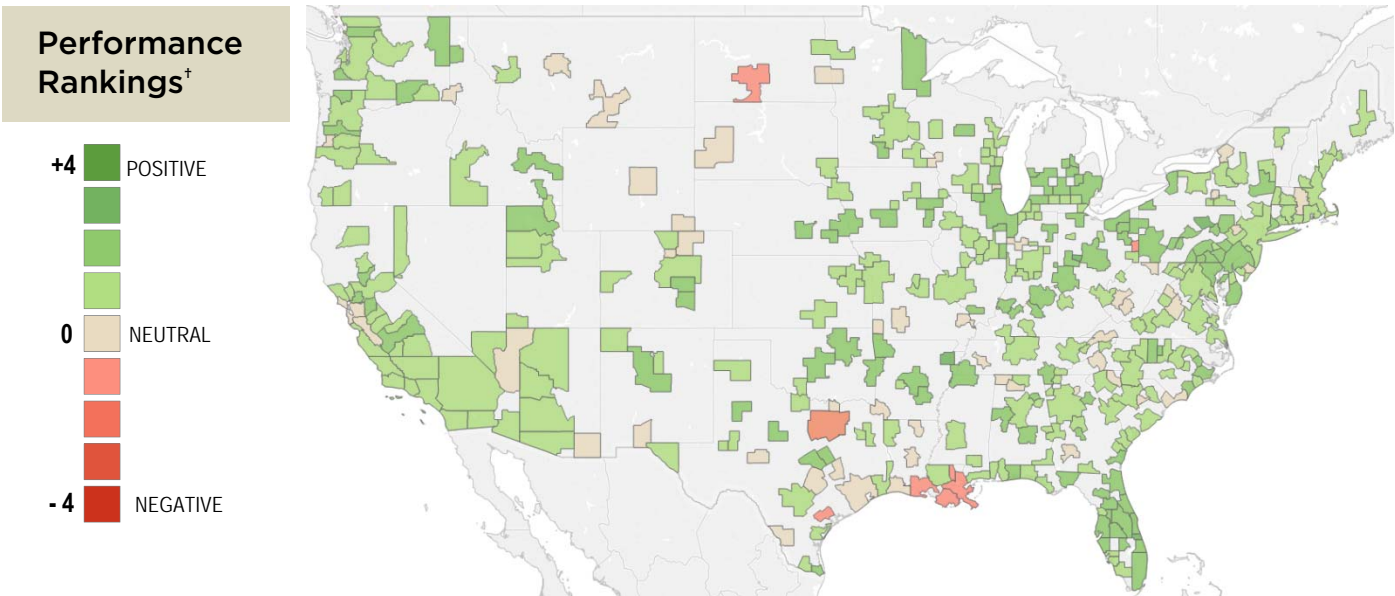 Performance
Rankings†
+4 POSITIVE
0 NEUTRAL
- 4 NEGATIVE